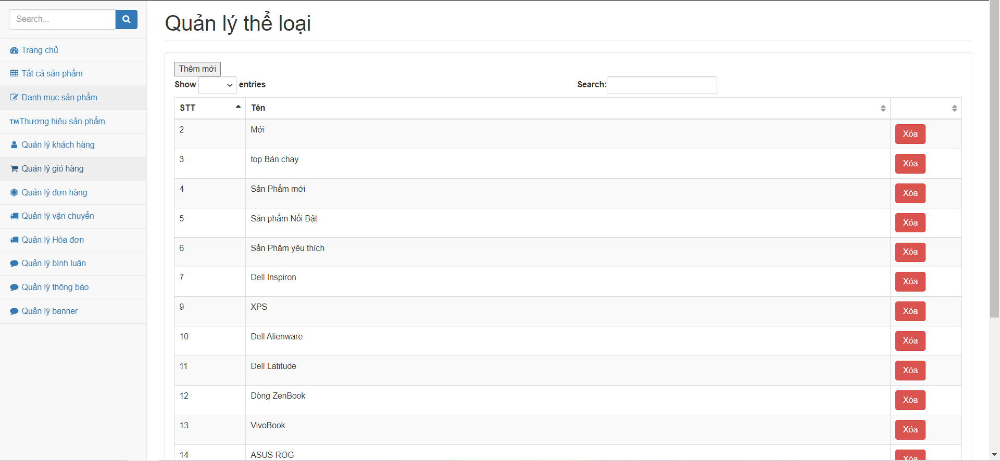 Search...
Trang chủ
Tất cả sản phẩm
Danh mục sản phẩm
TM Thương hiệu sản phẩm
Quản lý khách hàng
Quản lý giỏ hàng
Quản lý đơn hàng
Quản lý vận chuyển
Quản lý Hóa đơn
Quản lý bình luận
Quản lý thông báo
Quản lý banner
Quản lý thể loại
Thêm mới
Show entries Search:
STT Tên
2 Mới Xóa
3 top Bán chạy Xóa
4 Sản Phẩm mới Xóa
5 Sản phẩm Nỗi Bật Xóa
6 Sản Phâm yêu thích Xóa
7 Dell Inspiron Xóa
9 XPS Xóa
10 Dell Alienware Xóa
11 Dell Latitude Xóa
12 Dòng ZenBook Xóa
13 VivoBook Xóa
14 ASUS ROG Xóa